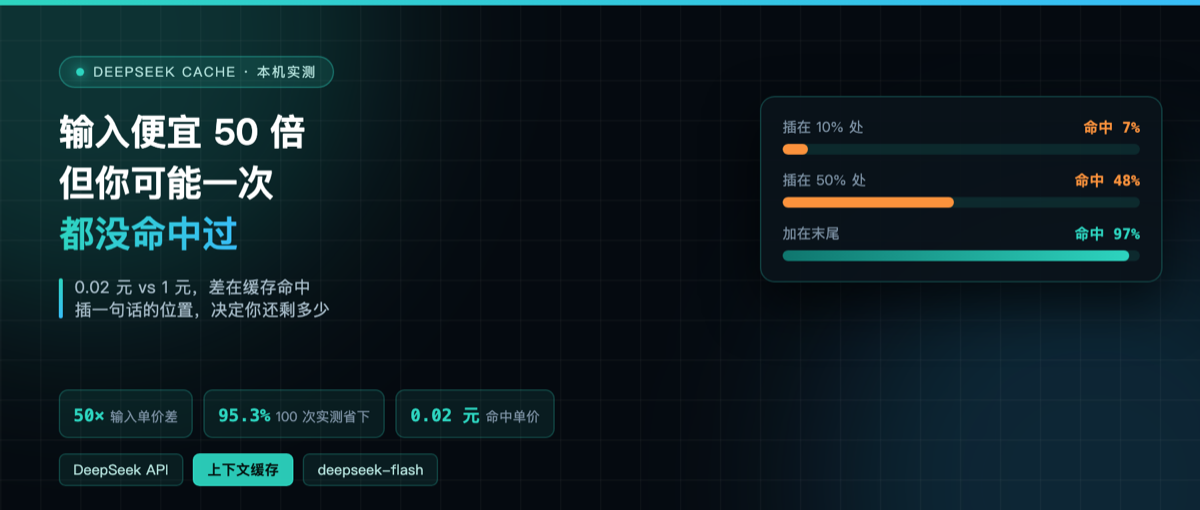 DEEPSEEK CACHE · 本机实测
输入便宜 50 倍
但你可能一次
都没命中过
0.02 元 vs 1 元，差在缓存命中
插一句话的位置，决定你还剩多少
插在 10% 处 命中 7%
插在 50% 处 命中 48%
加在末尾 命中 97%
50× 输入单价差
95.3% 100 次实测省下
0.02 元 命中单价
DeepSeek API
上下文缓存
deepseek-flash